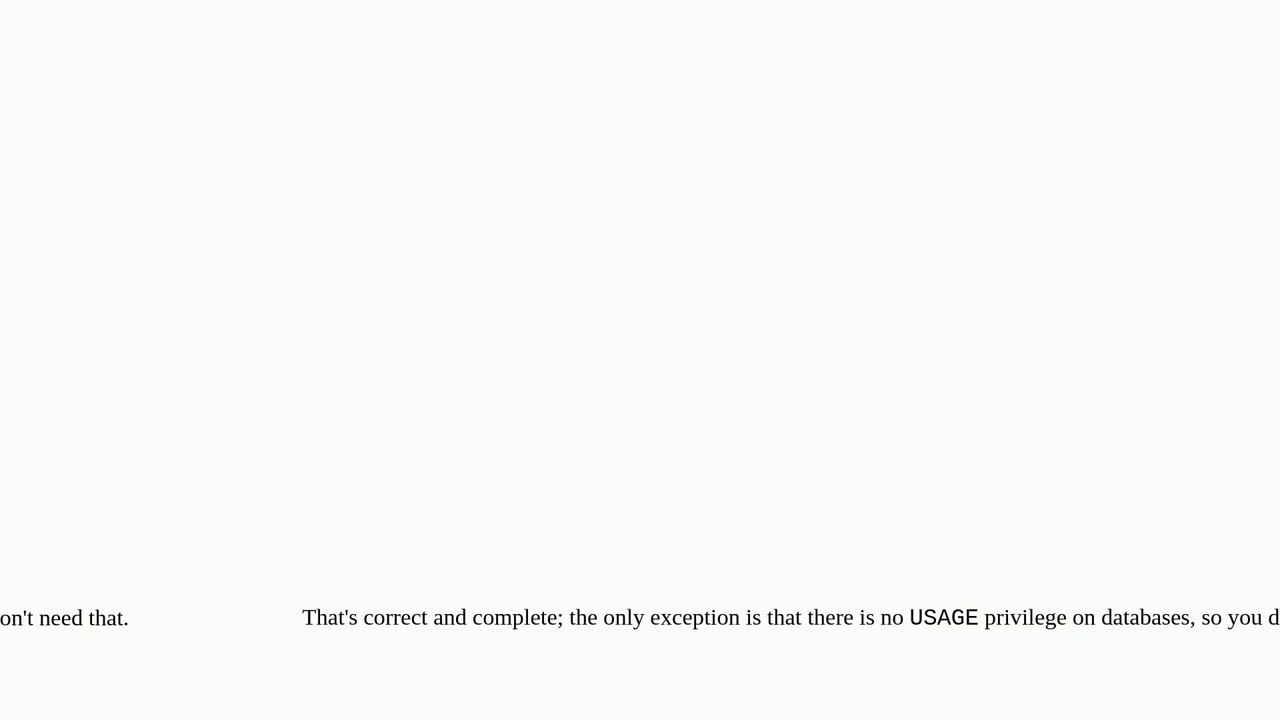 on't need that. That's correct and complete; the only exception is that there is no USAGE privilege on databases, so you d